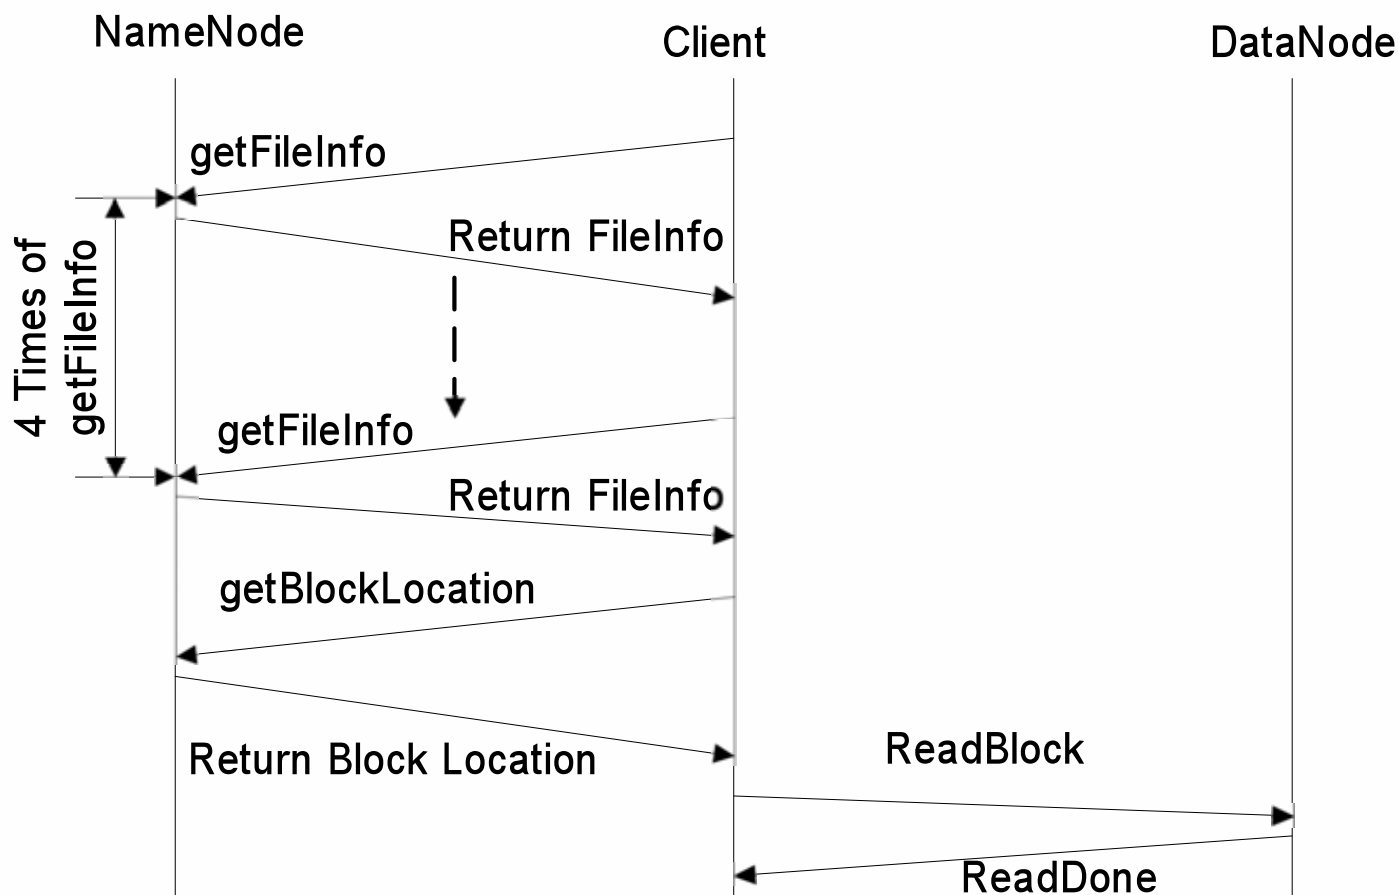 NameNode
Client
DataNode
getFileInfo
Return FileInfo
4 Times of
getFileInfo
getFileInfo
Return FileInfo
getBlockLocation
Return Block Location
ReadBlock
ReadDone